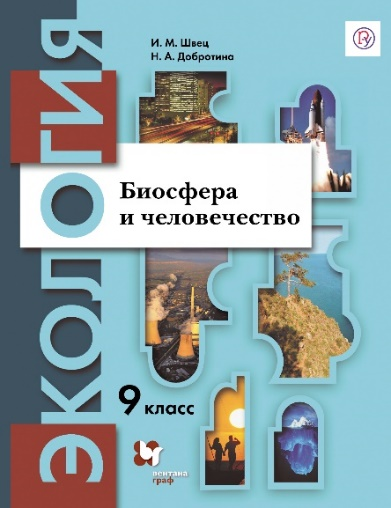 И. М. Швец
Н. А. Добротина
ЭКОЛОГИЯ
Биосфера
и человечество
9 класс
вентана
граф